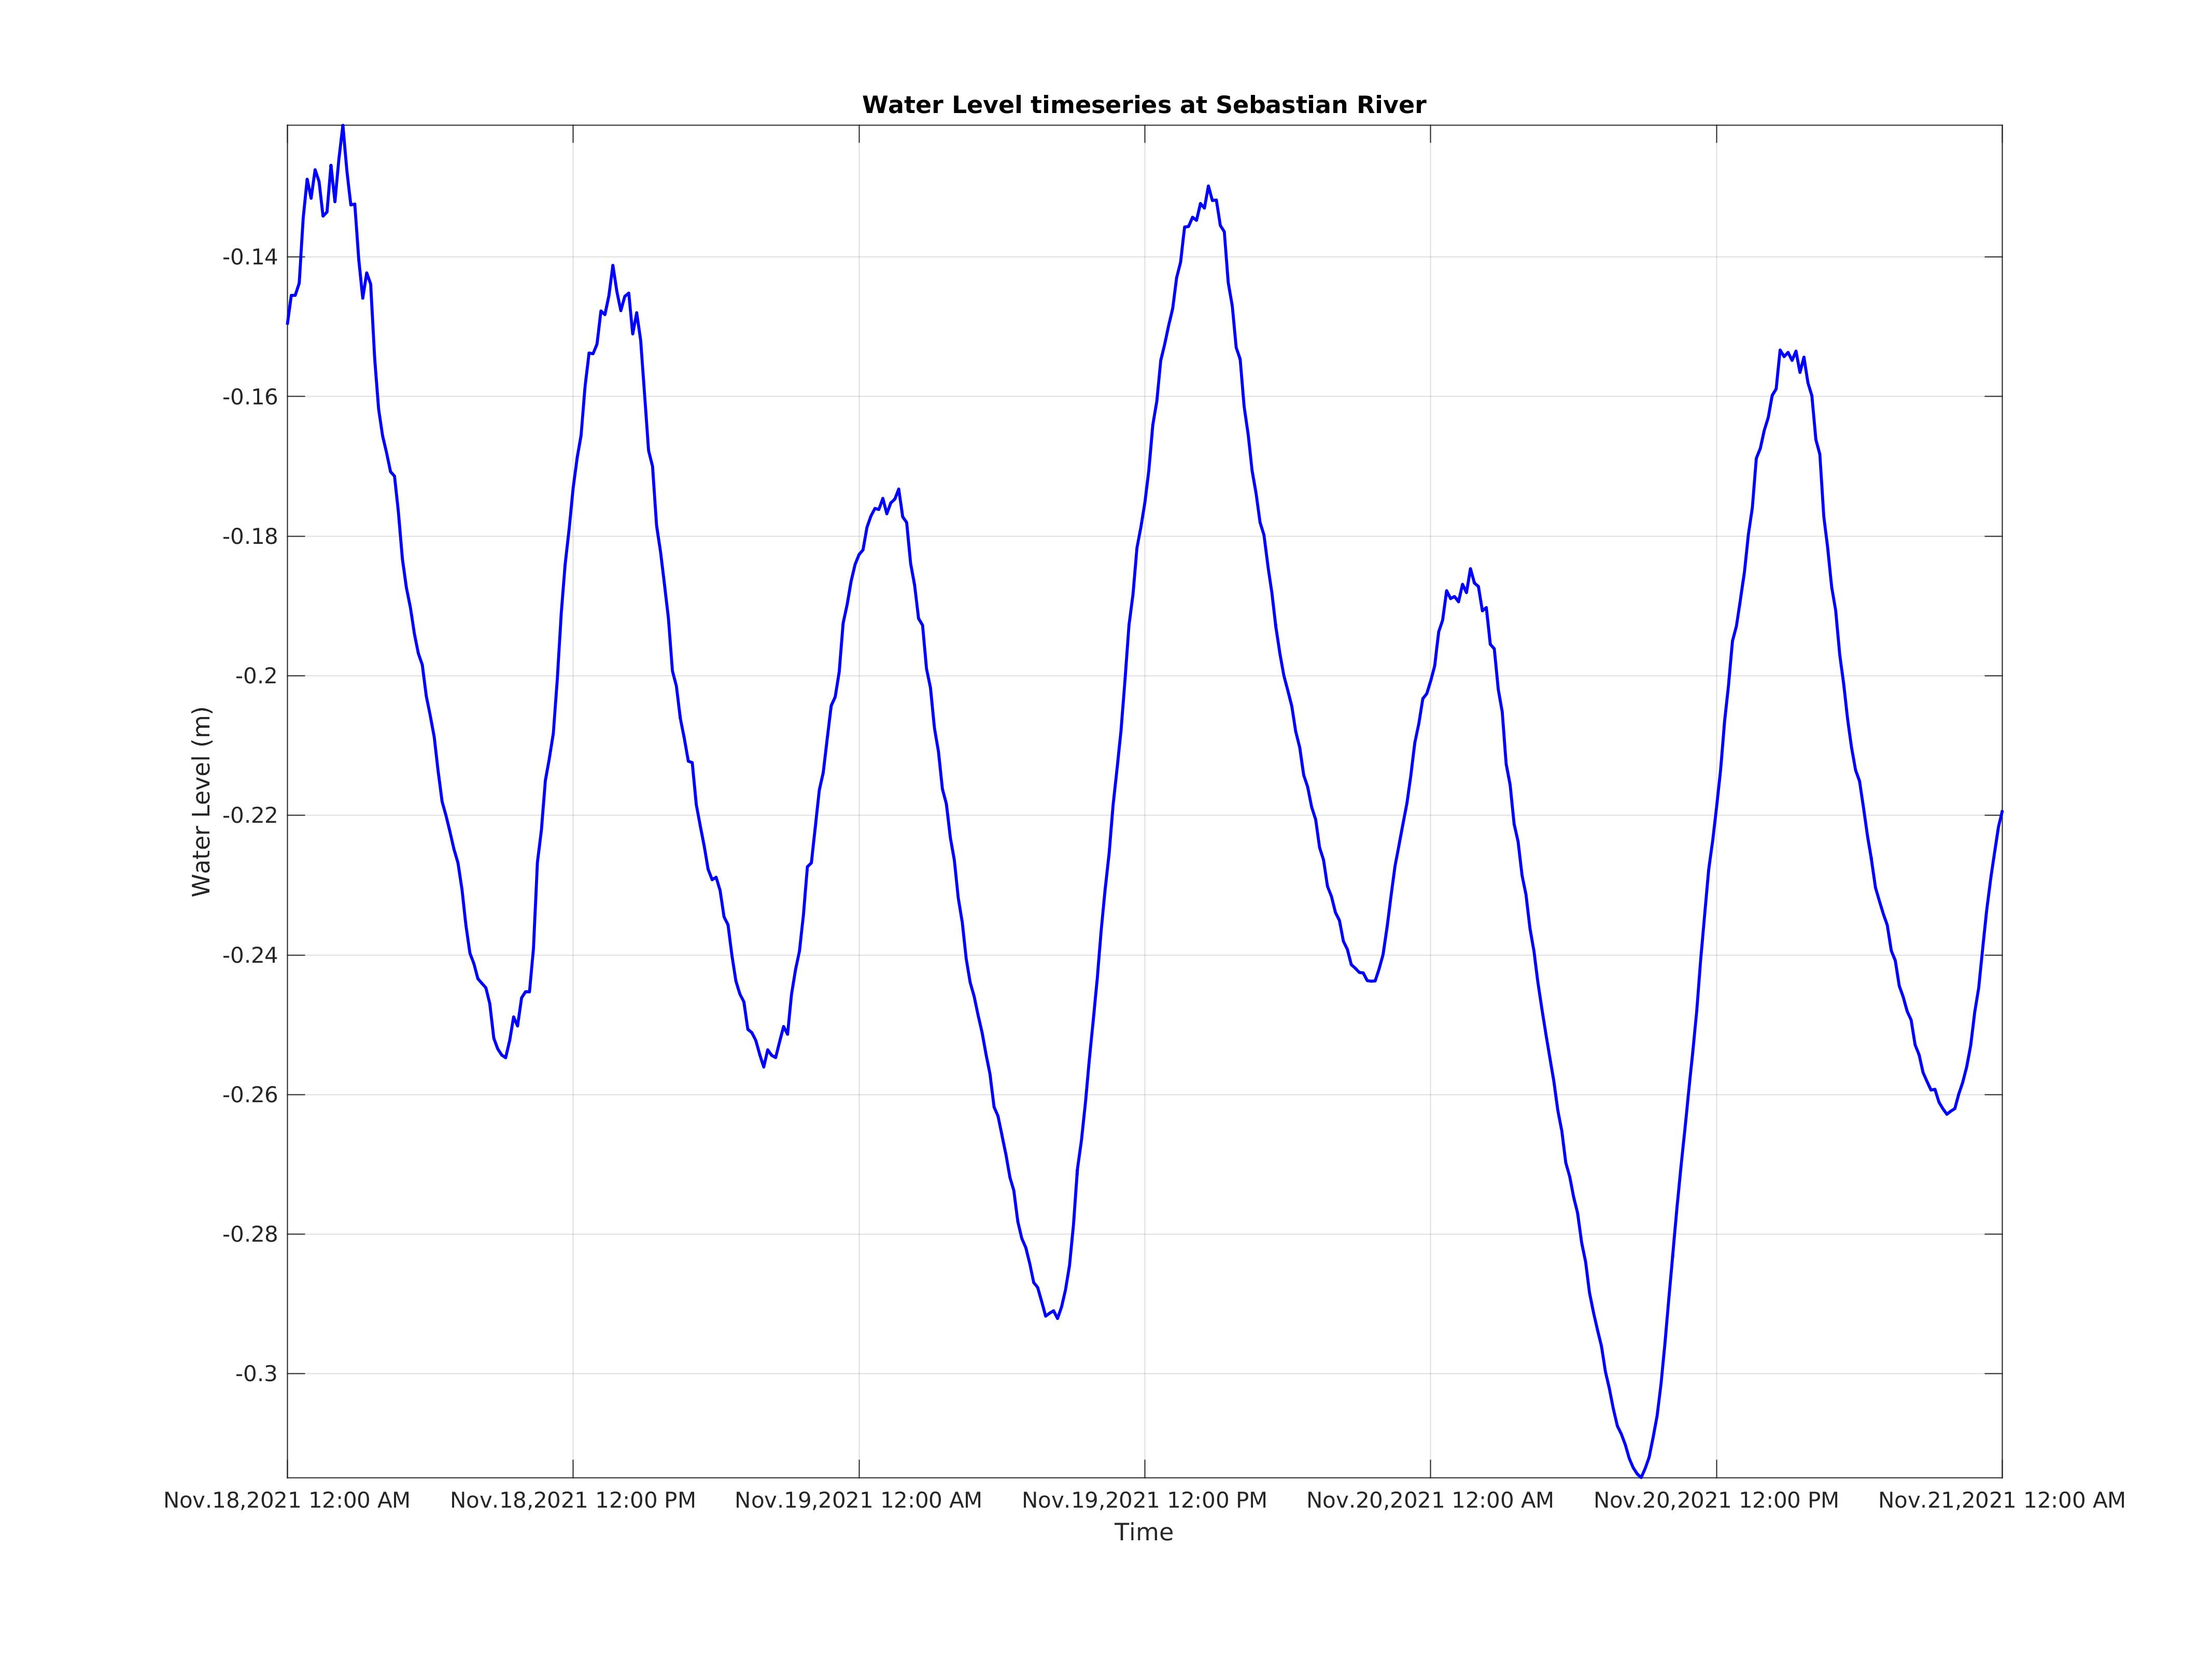 Water Level timeseries at Sebastian River
-0.14
-0.16
-0.18
-0.2
-0.22
-0.24
-0.26
-0.28
-0.3
Water Level (m)
Nov.18,2021 12:00 AM Nov.18,2021 12:00 PM Nov.19,2021 12:00 AM Nov.19,2021 12:00 PM Nov.20,2021 12:00 AM Nov.20,2021 12:00 PM Nov.21,2021 12:00 AM
Time